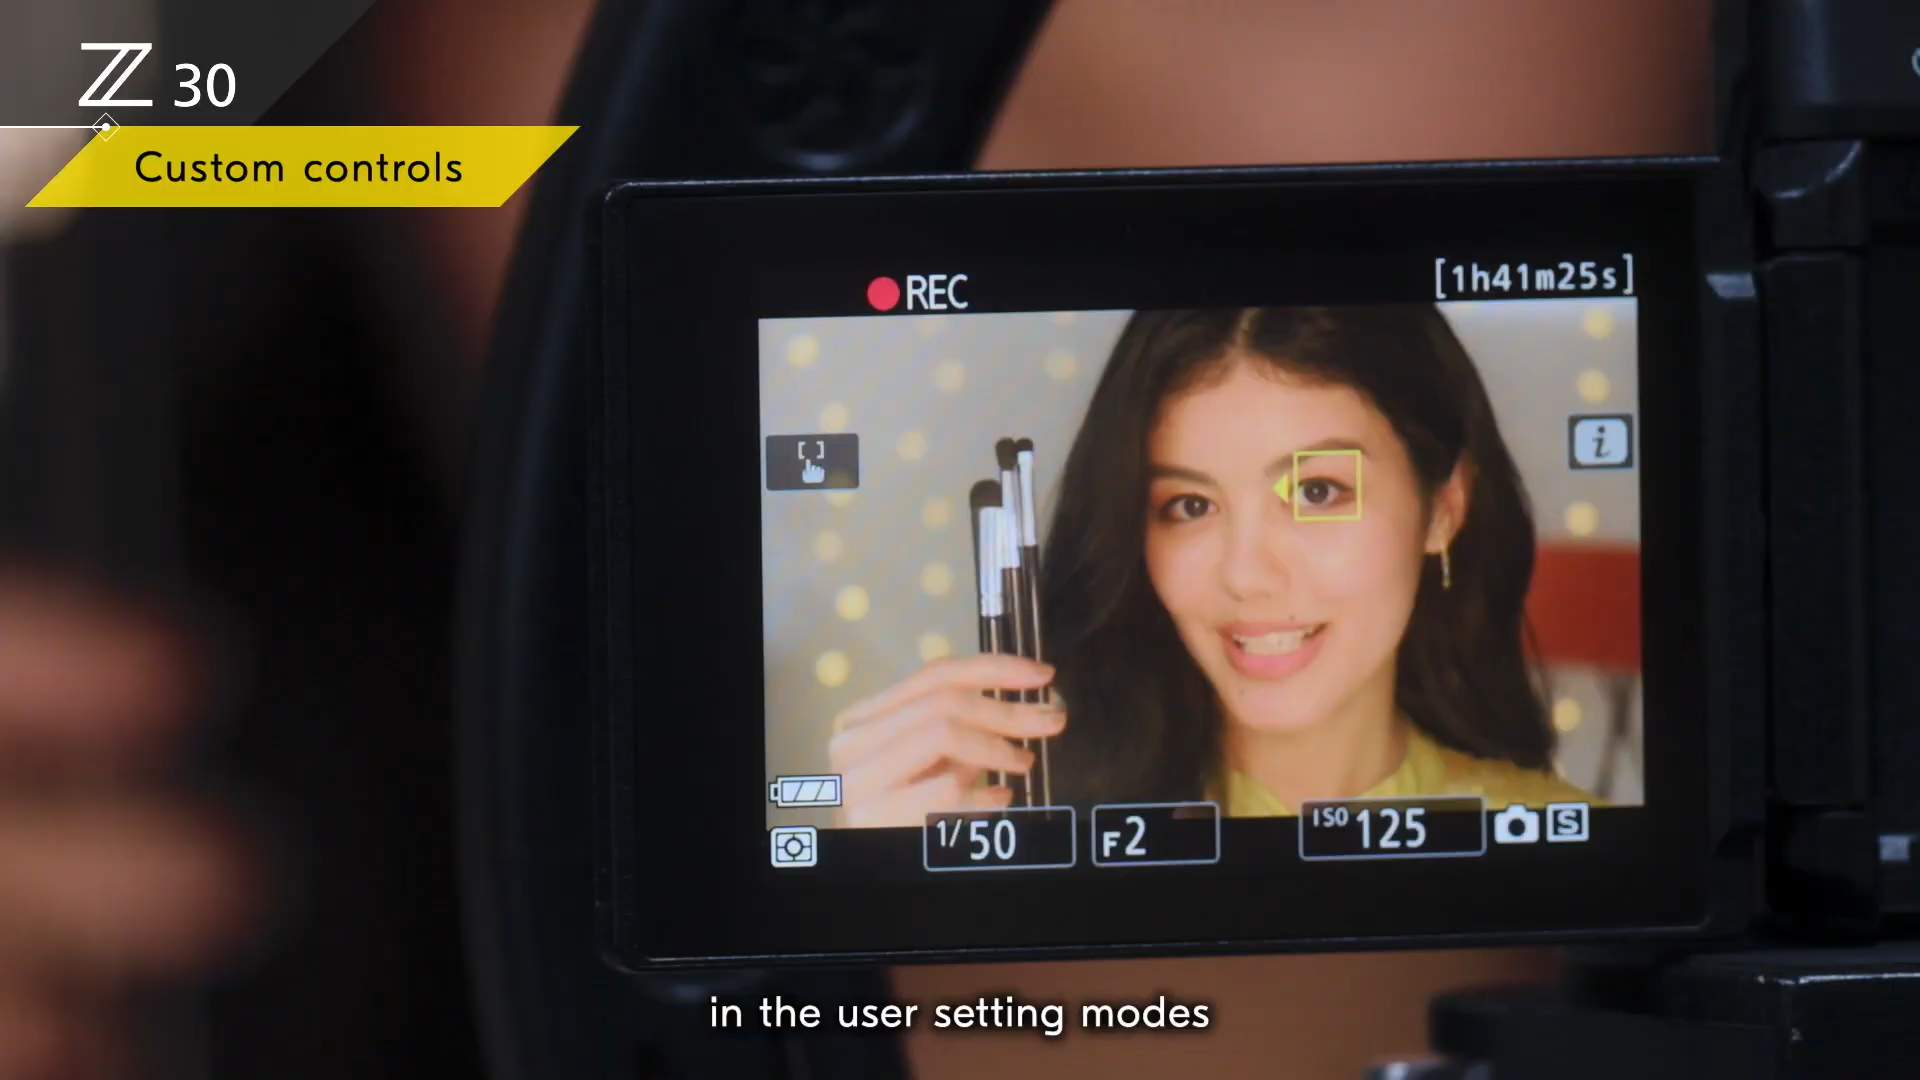 Z 30
Custom controls
REC [1h41m25s]
i
1/50 F2 ISO 125 S
in the user setting modes